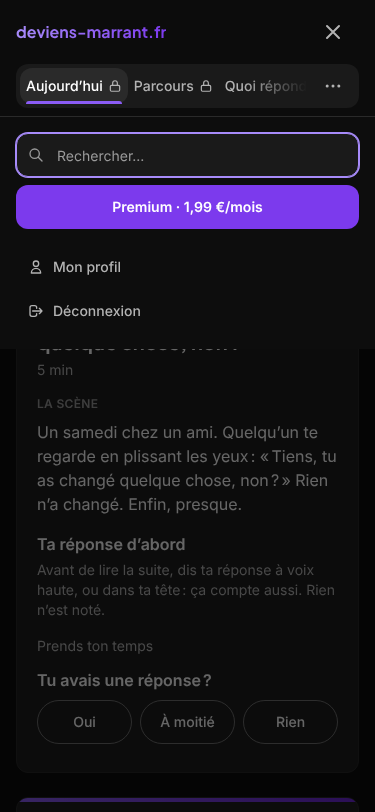 deviens-marrant.fr
Aujourd’hui Parcours Quoi répond
Rechercher...
Premium · 1,99 €/mois
Mon profil
Déconnexion
5 min
LA SCÈNE
Un samedi chez un ami. Quelqu’un te
regarde en plissant les yeux : « Tiens, tu
as changé quelque chose, non ? » Rien
n’a changé. Enfin, presque.
Ta réponse d’abord
Avant de lire la suite, dis ta réponse à voix
haute, ou dans ta tête : ça compte aussi. Rien
n’est noté.
Prends ton temps
Tu avais une réponse ?
Oui À moitié Rien